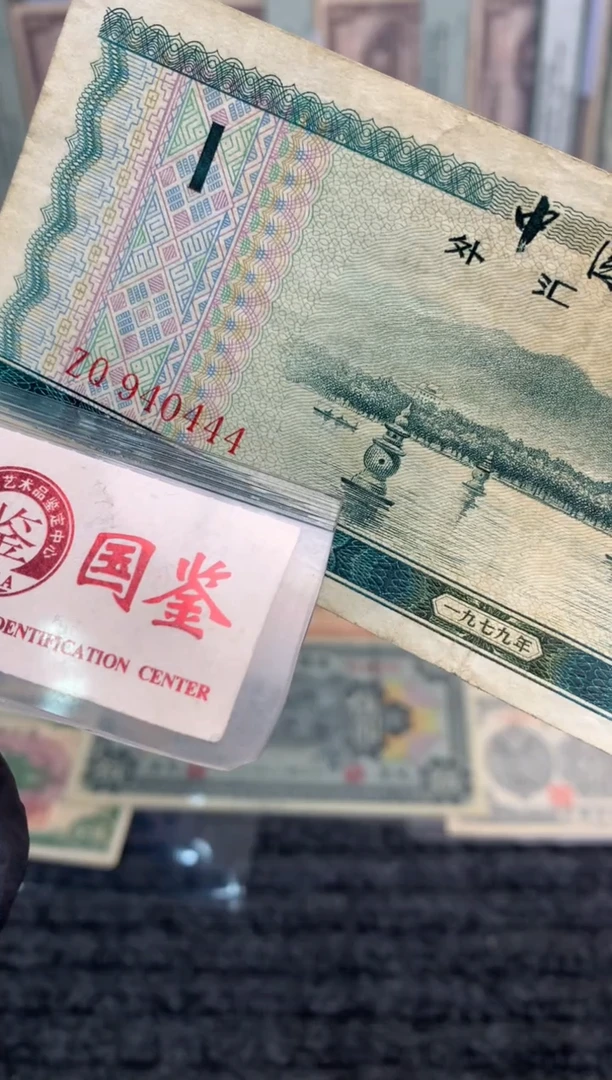 中国
外汇
ZQ 940444
一九七九年
艺术品鉴定中心
鉴
A
国鉴
DENTIFICATION CENTER